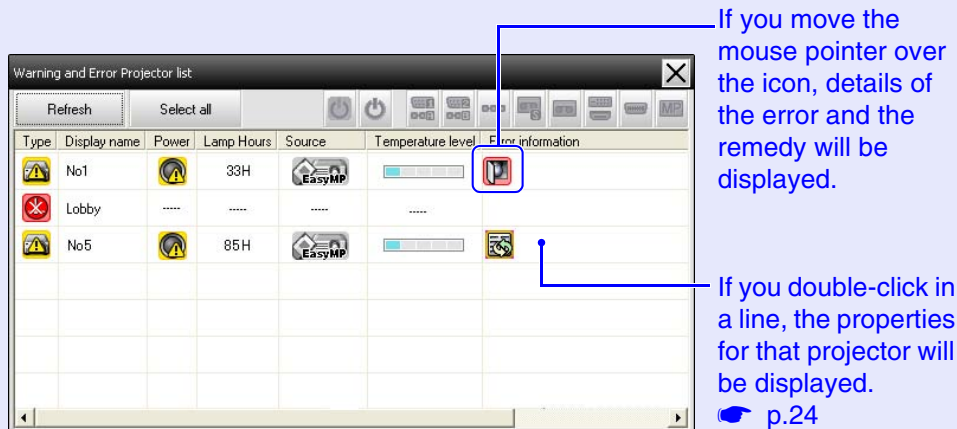 If you move the
mouse pointer over
the icon, details of
the error and the
remedy will be
displayed.
Warning and Error Projector list
Refresh Select all MP
Type Display name Power Lamp Hours Source Temperature level Error information
No1 33H EasyMP
Lobby ----- ----- ----- -----
No5 85H EasyMP
If you double-click in
a line, the properties
for that projector will
be displayed.
☛ p.24